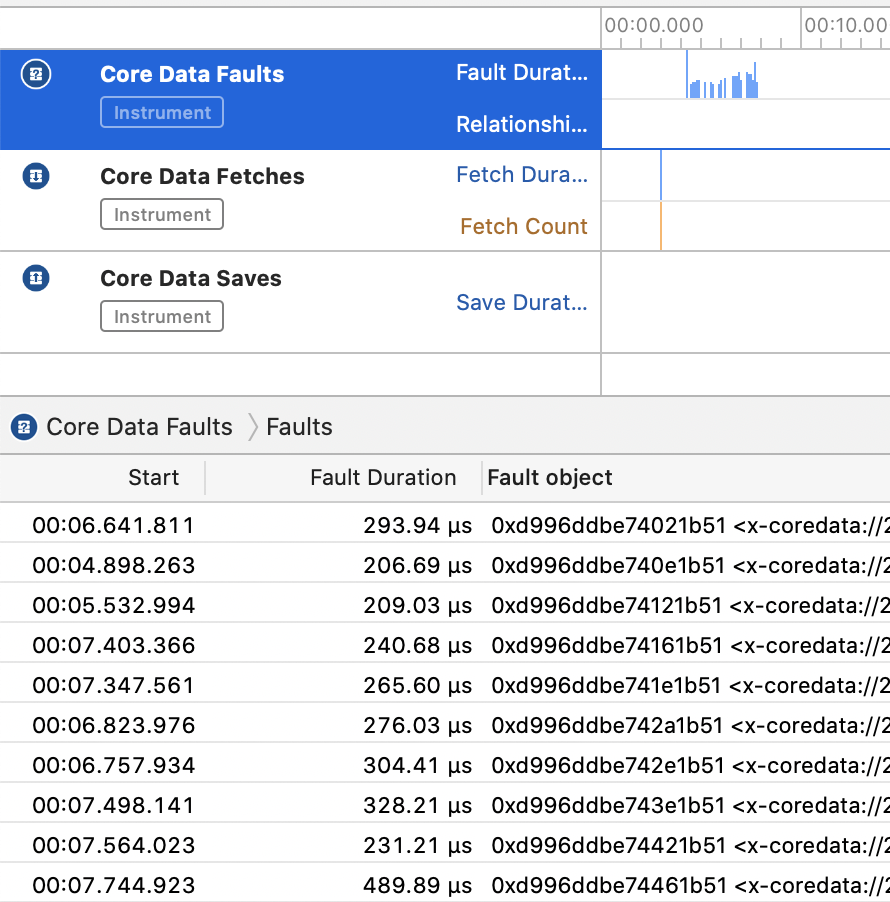 00:00.000 00:10.00
Core Data Faults Fault Durat...
Instrument
Relationshi...
Core Data Fetches Fetch Dura...
Instrument
Fetch Count
Core Data Saves
Save Durat...
Instrument
Core Data Faults Faults
Start Fault Duration Fault object
00:06.641.811 293.94 µs 0xd996ddbe74021b51 <x-coredata://2
00:04.898.263 206.69 µs 0xd996ddbe740e1b51 <x-coredata://2
00:05.532.994 209.03 µs 0xd996ddbe74121b51 <x-coredata://2
00:07.403.366 240.68 µs 0xd996ddbe74161b51 <x-coredata://2
00:07.347.561 265.60 µs 0xd996ddbe741e1b51 <x-coredata://2
00:06.823.976 276.03 µs 0xd996ddbe742a1b51 <x-coredata://2
00:06.757.934 304.41 µs 0xd996ddbe742e1b51 <x-coredata://2
00:07.498.141 328.21 µs 0xd996ddbe743e1b51 <x-coredata://2
00:07.564.023 231.21 µs 0xd996ddbe74421b51 <x-coredata://2
00:07.744.923 489.89 µs 0xd996ddbe74461b51 <x-coredata://2